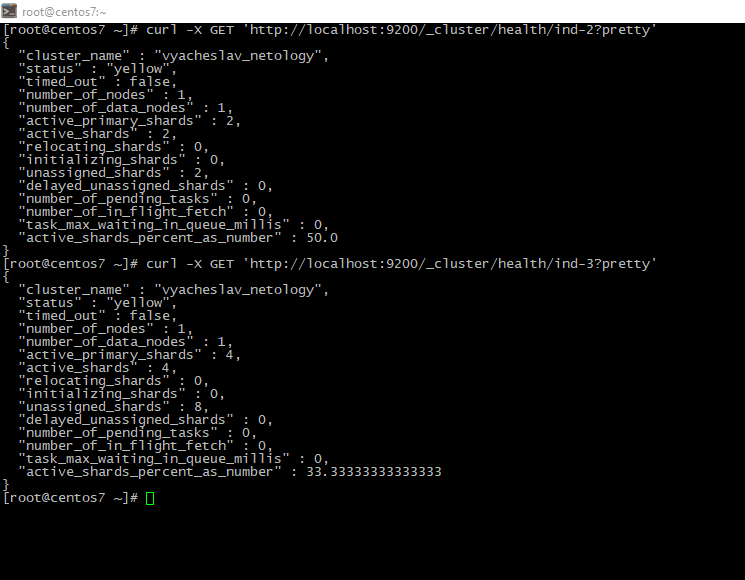 root@centos7:~
[root@centos7 ~]# curl -X GET 'http://localhost:9200/_cluster/health/ind-2?pretty'
{
  "cluster_name" : "vyacheslav_netology",
  "status" : "yellow",
  "timed_out" : false,
  "number_of_nodes" : 1,
  "number_of_data_nodes" : 1,
  "active_primary_shards" : 2,
  "active_shards" : 2,
  "relocating_shards" : 0,
  "initializing_shards" : 0,
  "unassigned_shards" : 2,
  "delayed_unassigned_shards" : 0,
  "number_of_pending_tasks" : 0,
  "number_of_in_flight_fetch" : 0,
  "task_max_waiting_in_queue_millis" : 0,
  "active_shards_percent_as_number" : 50.0
}
[root@centos7 ~]# curl -X GET 'http://localhost:9200/_cluster/health/ind-3?pretty'
{
  "cluster_name" : "vyacheslav_netology",
  "status" : "yellow",
  "timed_out" : false,
  "number_of_nodes" : 1,
  "number_of_data_nodes" : 1,
  "active_primary_shards" : 4,
  "active_shards" : 4,
  "relocating_shards" : 0,
  "initializing_shards" : 0,
  "unassigned_shards" : 8,
  "delayed_unassigned_shards" : 0,
  "number_of_pending_tasks" : 0,
  "number_of_in_flight_fetch" : 0,
  "task_max_waiting_in_queue_millis" : 0,
  "active_shards_percent_as_number" : 33.33333333333333
}
[root@centos7 ~]#